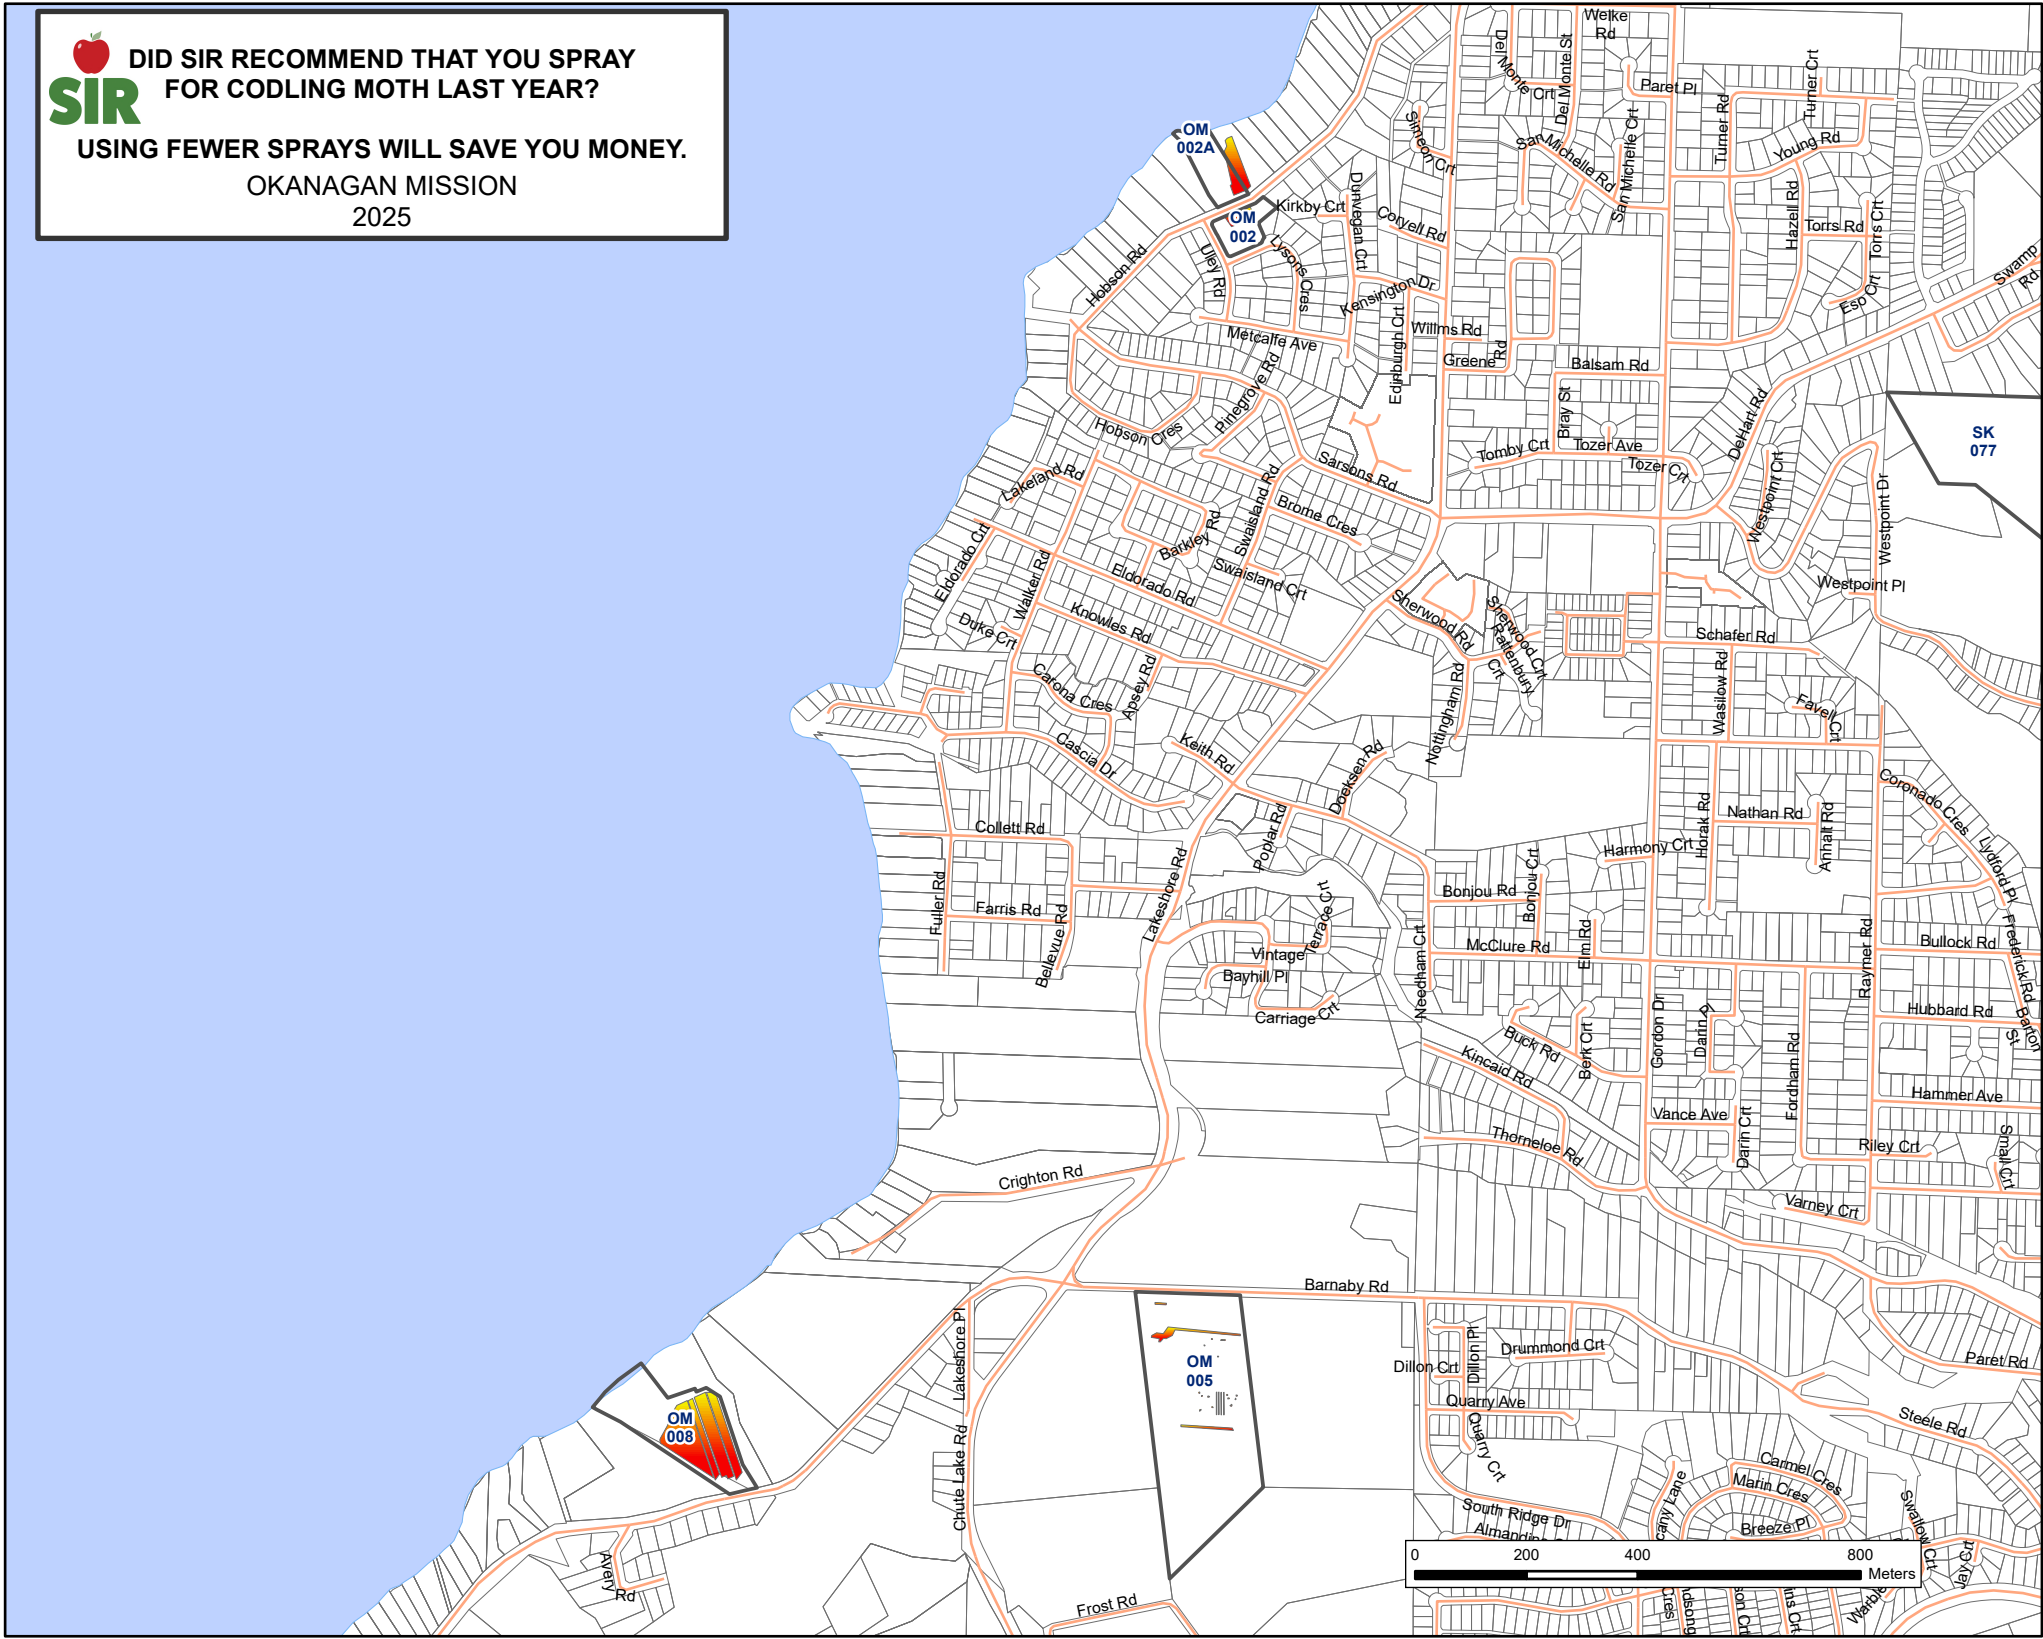 SIR
DID SIR RECOMMEND THAT YOU SPRAY
FOR CODLING MOTH LAST YEAR?
USING FEWER SPRAYS WILL SAVE YOU MONEY.
OKANAGAN MISSION
2025
Welke
Rd
Del Monte Crt
Del Monte St
Paret Pl
Turner Crt
Turner Rd
Simeon Crt
San Michelle Rd
San Michelle Crt
Young Rd
OM
002A
OM
002
Kirkby Crt
Dunvegan Crt
Coryell Rd
Hazell Rd
Torrs Rd
Torrs Crt
Swamp
Rd
Hobson Rd
Uley Rd
Lysons Cres
Kensington Dr
Esp Crt
Metcalfe Ave
Edinburgh Crt
Willms Rd
Greene
Rd
Balsam Rd
Pinegrove Rd
Hobson Cres
Bray St
DeHart Rd
SK
077
Tomby Crt
Tozer Ave
Tozer Crt
Sarsons Rd
Lakeland Rd
Swaisland Rd
Brome Cres
Westpoint Crt
Westpoint Dr
Barkley Rd
Eldorado Crt
Walker Rd
Eldorado Rd
Swaisland Crt
Westpoint Pl
Duke Crt
Knowles Rd
Sherwood Rd
Sherwood Crt
Rattenbury
Crt
Schafer Rd
Carona Cres
Apsey Rd
Nottingham Rd
Wasilow Rd
Favell Crt
Cascia Dr
Keith Rd
Doeksen Rd
Coronado Cres
Collett Rd
Poplar Rd
Horak Rd
Nathan Rd
Anhalt Rd
Harmony Crt
Lydford Pl
Lakeshore Rd
Fuller Rd
Farris Rd
Bellevue Rd
Terrace Crt
Bonjou Rd
Bonjou Crt
Needham Crt
McClure Rd
Elm Rd
Raymer Rd
Bullock Rd
Frederick Rd
Vintage
Bayhill Pl
Carriage Crt
Gordon Dr
Darin Pl
Hubbard Rd
Barton
St
Buck Rd
Berk Crt
Kincaid Rd
Fordham Rd
Hammer Ave
Vance Ave
Darin Crt
Thorneloe Rd
Riley Crt
Small Crt
Crighton Rd
Varney Crt
Barnaby Rd
Lakeshore Pl
OM
005
Dillon Crt
Dillon Pl
Drummond Crt
Paret Rd
Quarry Ave
Quarry Crt
Steele Rd
OM
008
Chute Lake Rd
Carmel Cres
Marin Cres
Breeze Pl
Swallow Crt
South Ridge Dr
Jay Crt
Avery
Rd
Frost Rd
0 200 400 800
Meters